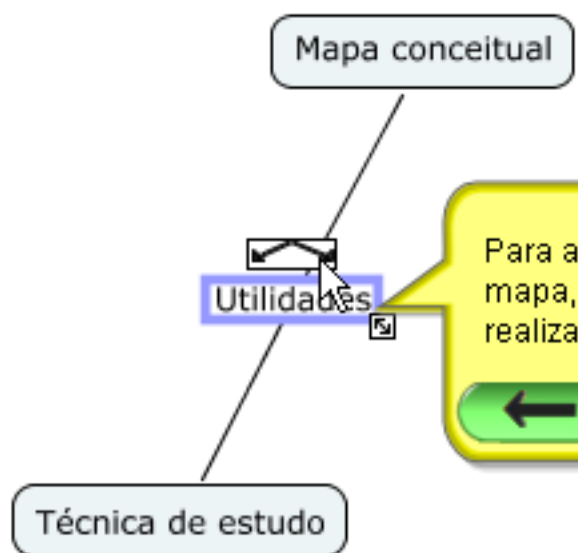 Mapa conceitual
Utilidades
Para a
mapa,
realiza
Técnica de estudo